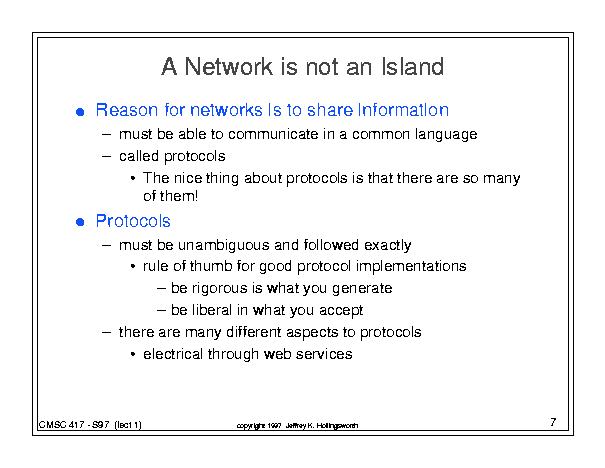 A Network is not an Island
● Reason for networks is to share information
– must be able to communicate in a common language
– called protocols
• The nice thing about protocols is that there are so many
of them!
● Protocols
– must be unambiguous and followed exactly
• rule of thumb for good protocol implementations
– be rigorous is what you generate
– be liberal in what you accept
– there are many different aspects to protocols
• electrical through web services
CMSC 417 - S97 (lect1)
copyright 1997 Jeffrey K. Hollingsworth
7